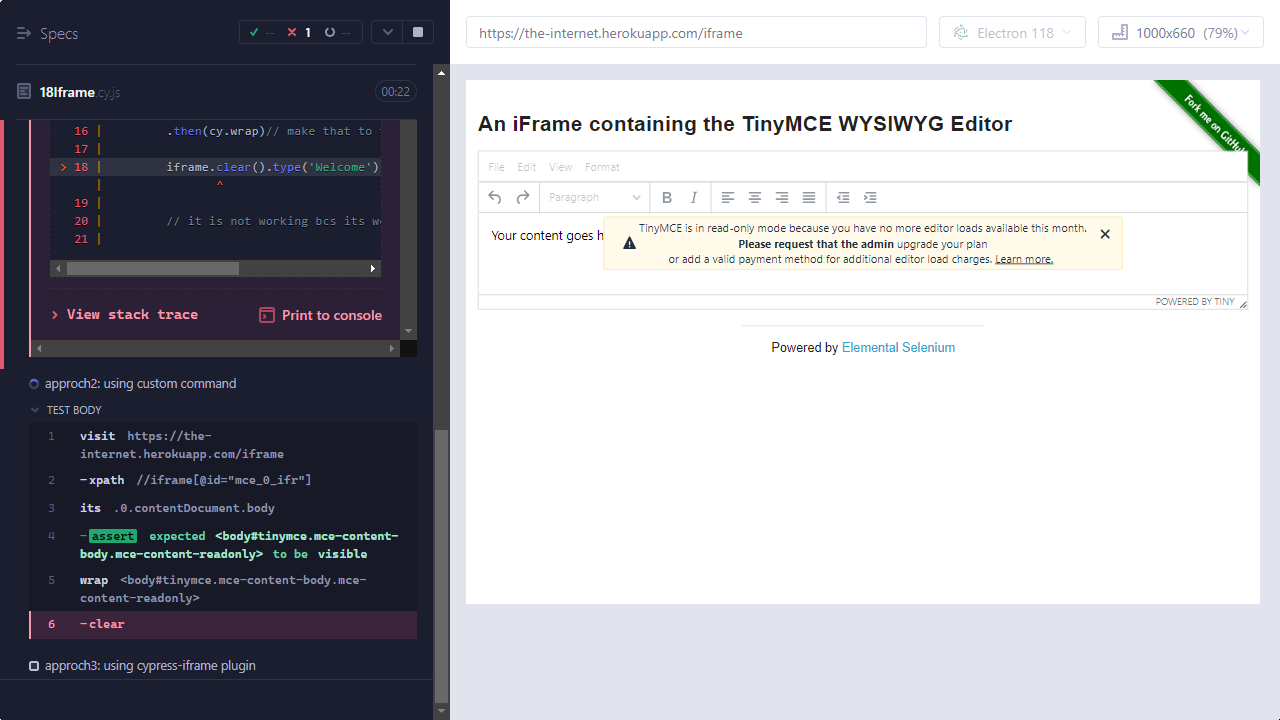 Specs
-- 1 --
https://the-internet.herokuapp.com/iframe
Electron 118
1000x660 (79%)
18Iframe.cy.js
00:22
16 | .then(cy.wrap)// make that to
17 |
> 18 | iframe.clear().type('Welcome')
| ^
19 |
20 | // it is not working bcs its w
21 |
View stack trace
Print to console
approch2: using custom command
TEST BODY
1 visit https://the-
internet.herokuapp.com/iframe
2 -xpath //iframe[@id="mce_0_ifr"]
3 its .0.contentDocument.body
4 -assert expected <body#tinymce.mce-content-
body.mce-content-readonly> to be visible
5 wrap <body#tinymce.mce-content-body.mce-
content-readonly>
6 -clear
approch3: using cypress-iframe plugin
Fork me on GitHub
An iFrame containing the TinyMCE WYSIWYG Editor
File Edit View Format
Paragraph B I
Your content goes h
TinyMCE is in read-only mode because you have no more editor loads available this month.
Please request that the admin upgrade your plan
or add a valid payment method for additional editor load charges. Learn more.
POWERED BY TINY
Powered by Elemental Selenium